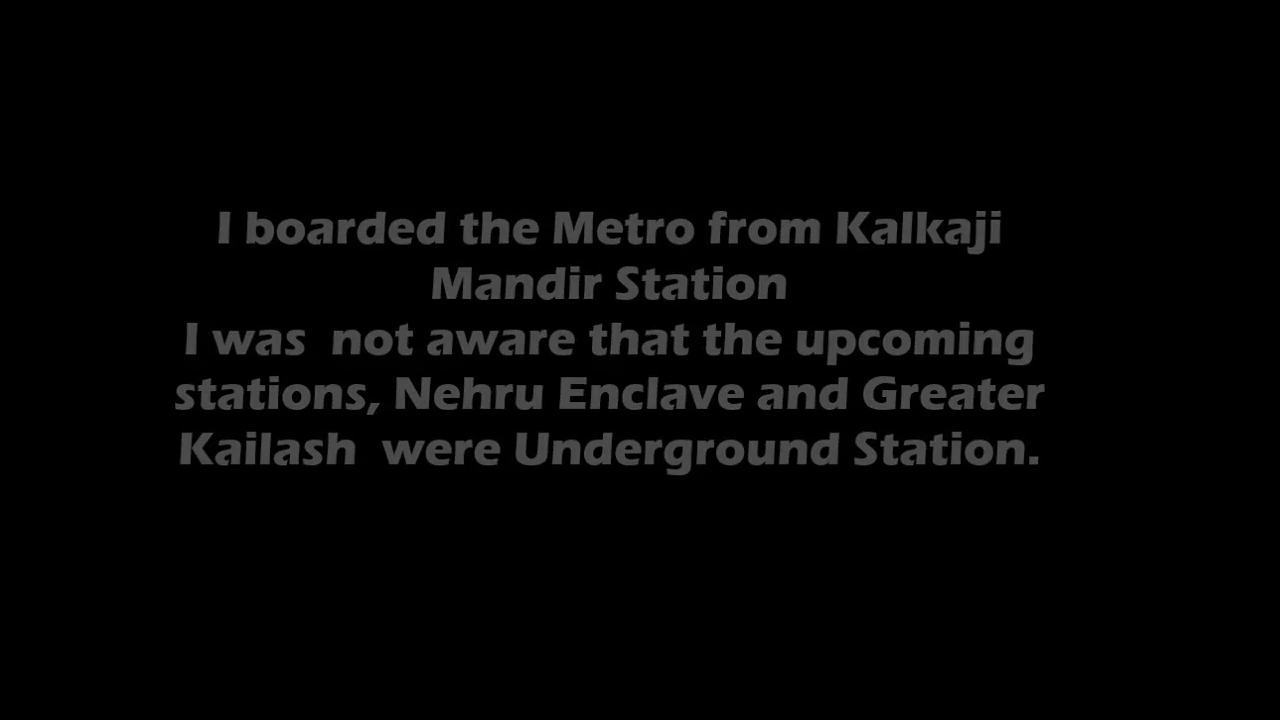 I boarded the Metro from Kalkaji
Mandir Station
I was  not aware that the upcoming
stations, Nehru Enclave and Greater
Kailash  were Underground Station.